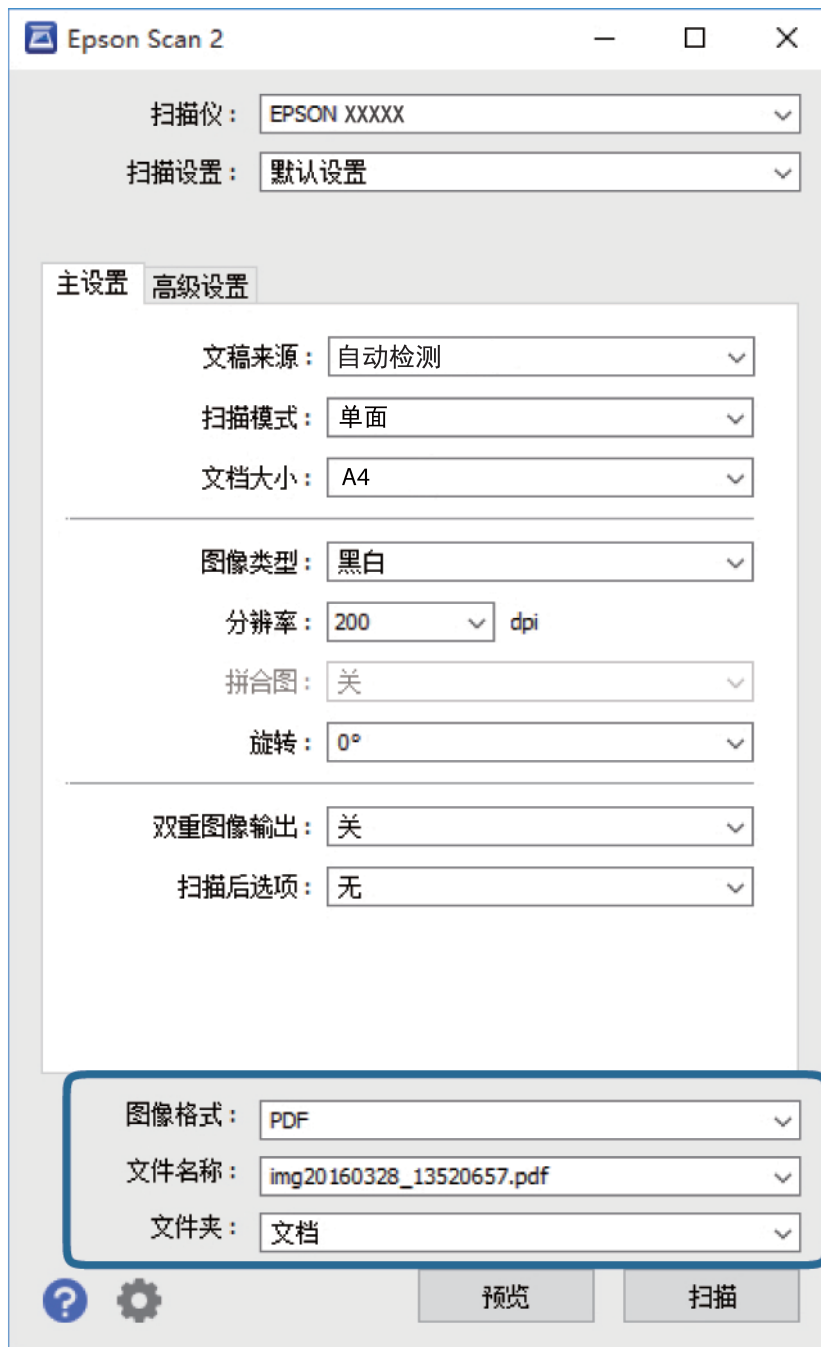 Epson Scan 2
扫描仪： EPSON XXXXX
扫描设置： 默认设置
主设置 高级设置
文稿来源： 自动检测
扫描模式： 单面
文档大小： A4
图像类型： 黑白
分辨率： 200 dpi
拼合图： 关
旋转： 0°
双重图像输出： 关
扫描后选项： 无
图像格式： PDF
文件名称： img20160328_13520657.pdf
文件夹： 文档
? 预览 扫描